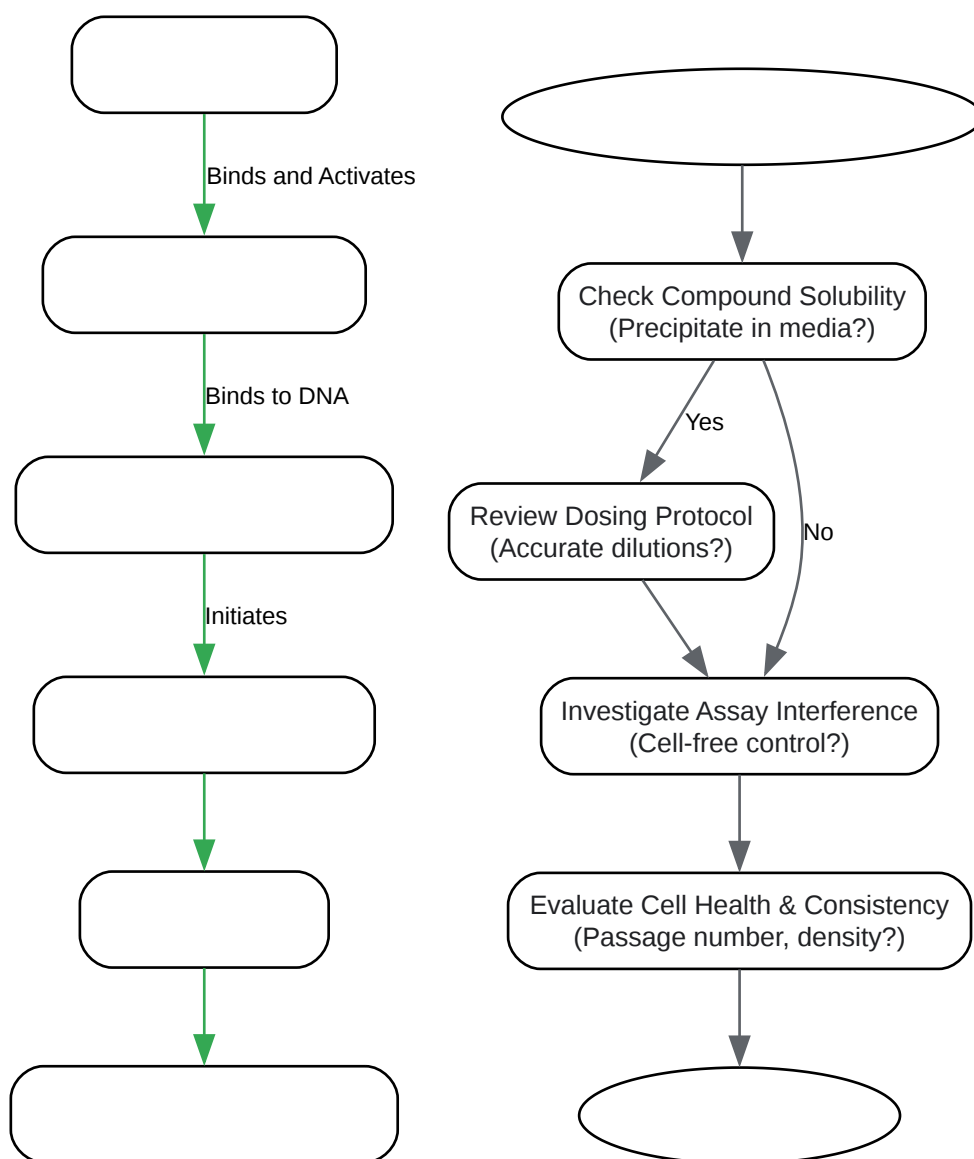 Binds and Activates
Binds to DNA
Initiates
Check Compound Solubility
(Precipitate in media?)
Yes
No
Review Dosing Protocol
(Accurate dilutions?)
Investigate Assay Interference
(Cell-free control?)
Evaluate Cell Health & Consistency
(Passage number, density?)